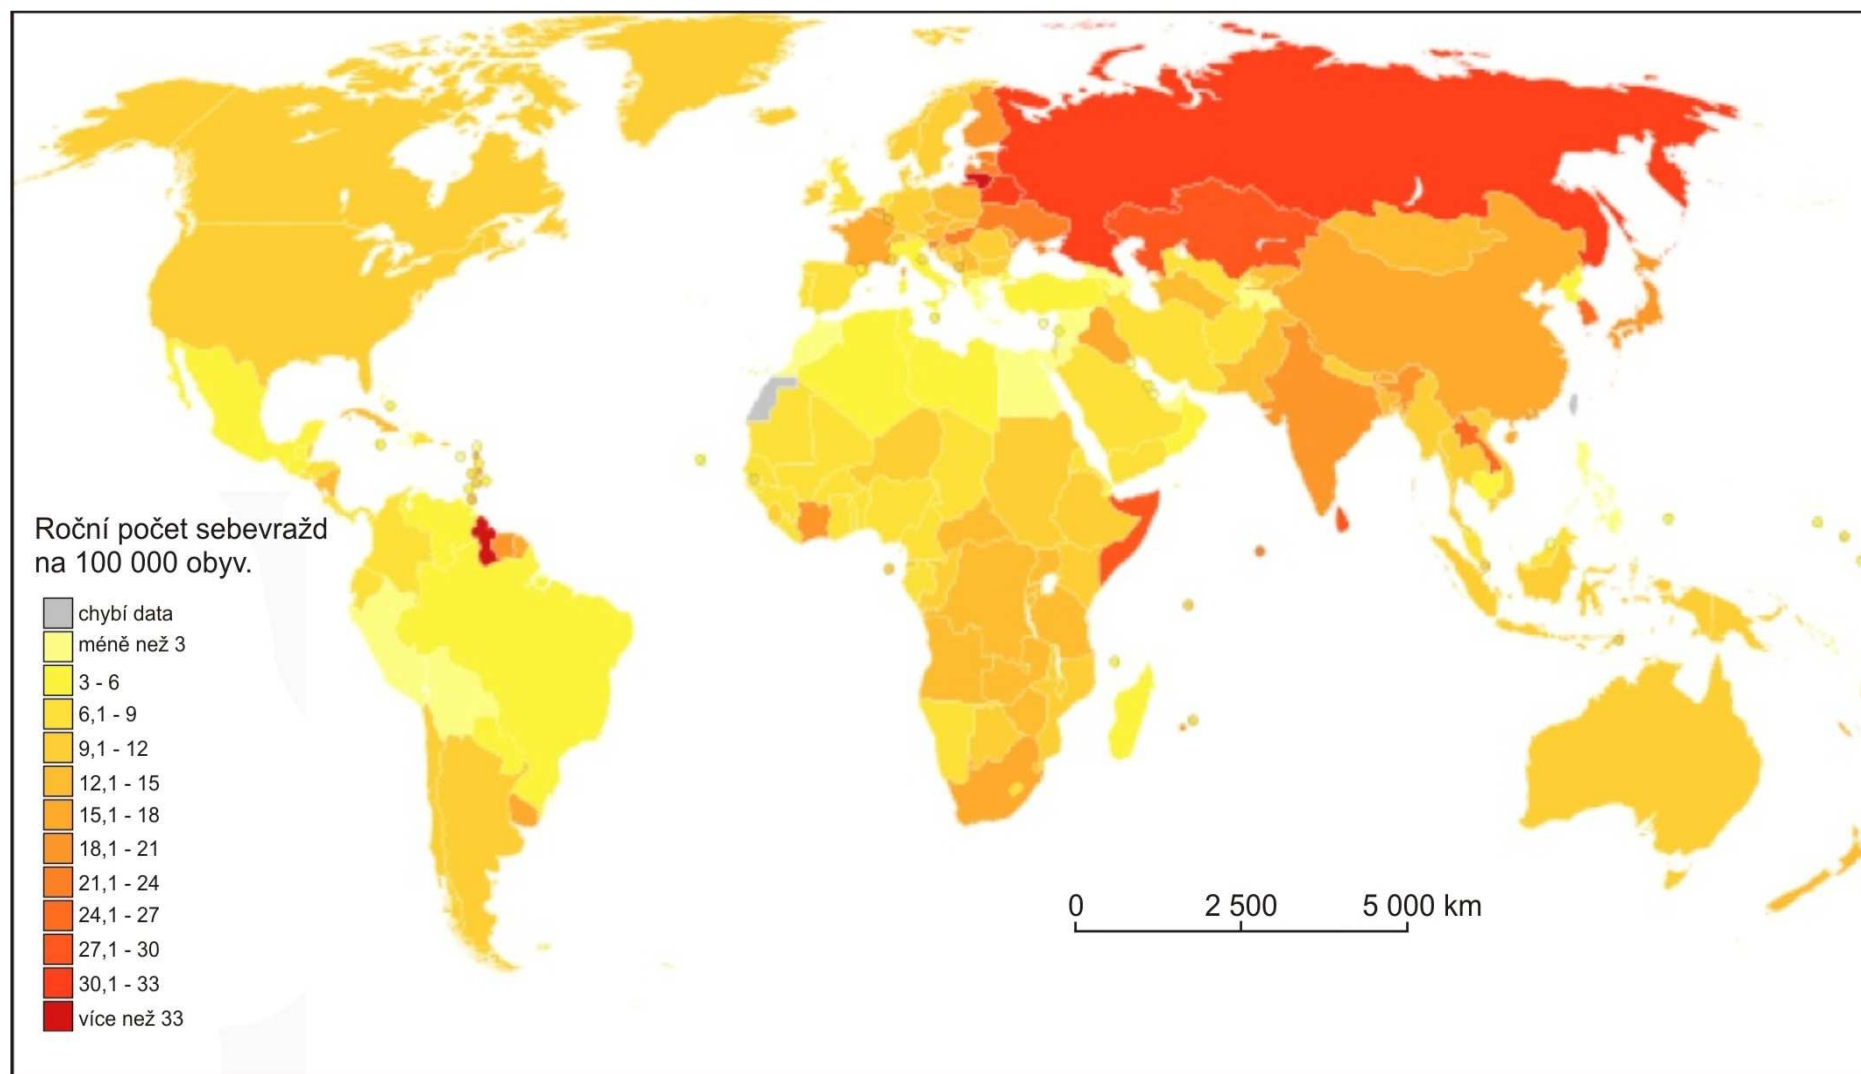 Roční počet sebevražd
na 100 000 obyv.
chybí data
méně než 3
3 - 6
6,1 - 9
9,1 - 12
12,1 - 15
15,1 - 18
18,1 - 21
21,1 - 24
24,1 - 27
27,1 - 30
30,1 - 33
více než 33
0 2 500 5 000 km